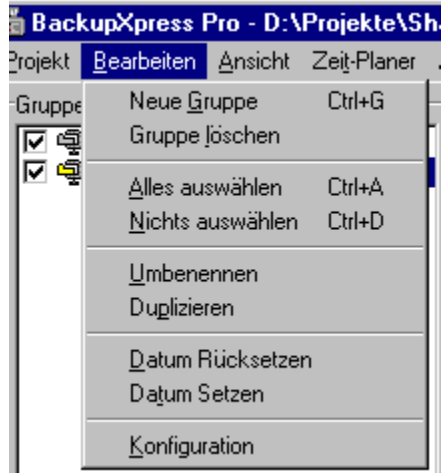 BackupXpress Pro - D:\Projekte\Sh
Projekt Bearbeiten Ansicht Zeit-Planer
Gruppe
Neue Gruppe Ctrl+G
Gruppe löschen
Alles auswählen Ctrl+A
Nichts auswählen Ctrl+D
Umbenennen
Duplizieren
Datum Rücksetzen
Datum Setzen
Konfiguration